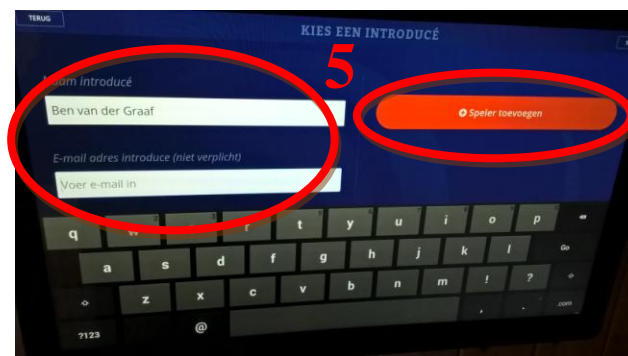 TERUG
KIES EEN INTRODUCÉ
5
Naam introducé
Ben van der Graaf
Speler toevoegen
E-mail adres introduce (niet verplicht)
Voer e-mail in
q w r t y u i o p
a s d f g h j k l Go
z x c v b n m ! ?
?123 @ , . .com